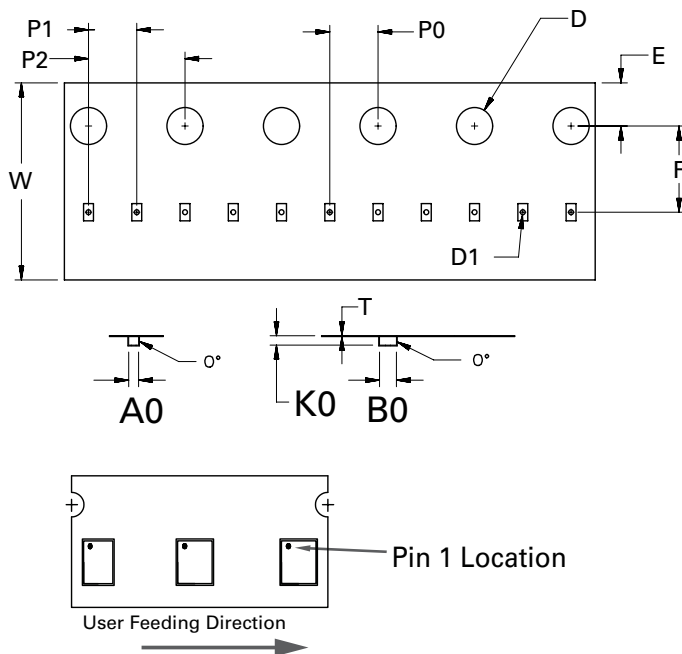 P1
P0
D
E
P2
W
F
D1
T
0°
0°
A0
K0
B0
Pin 1 Location
User Feeding Direction